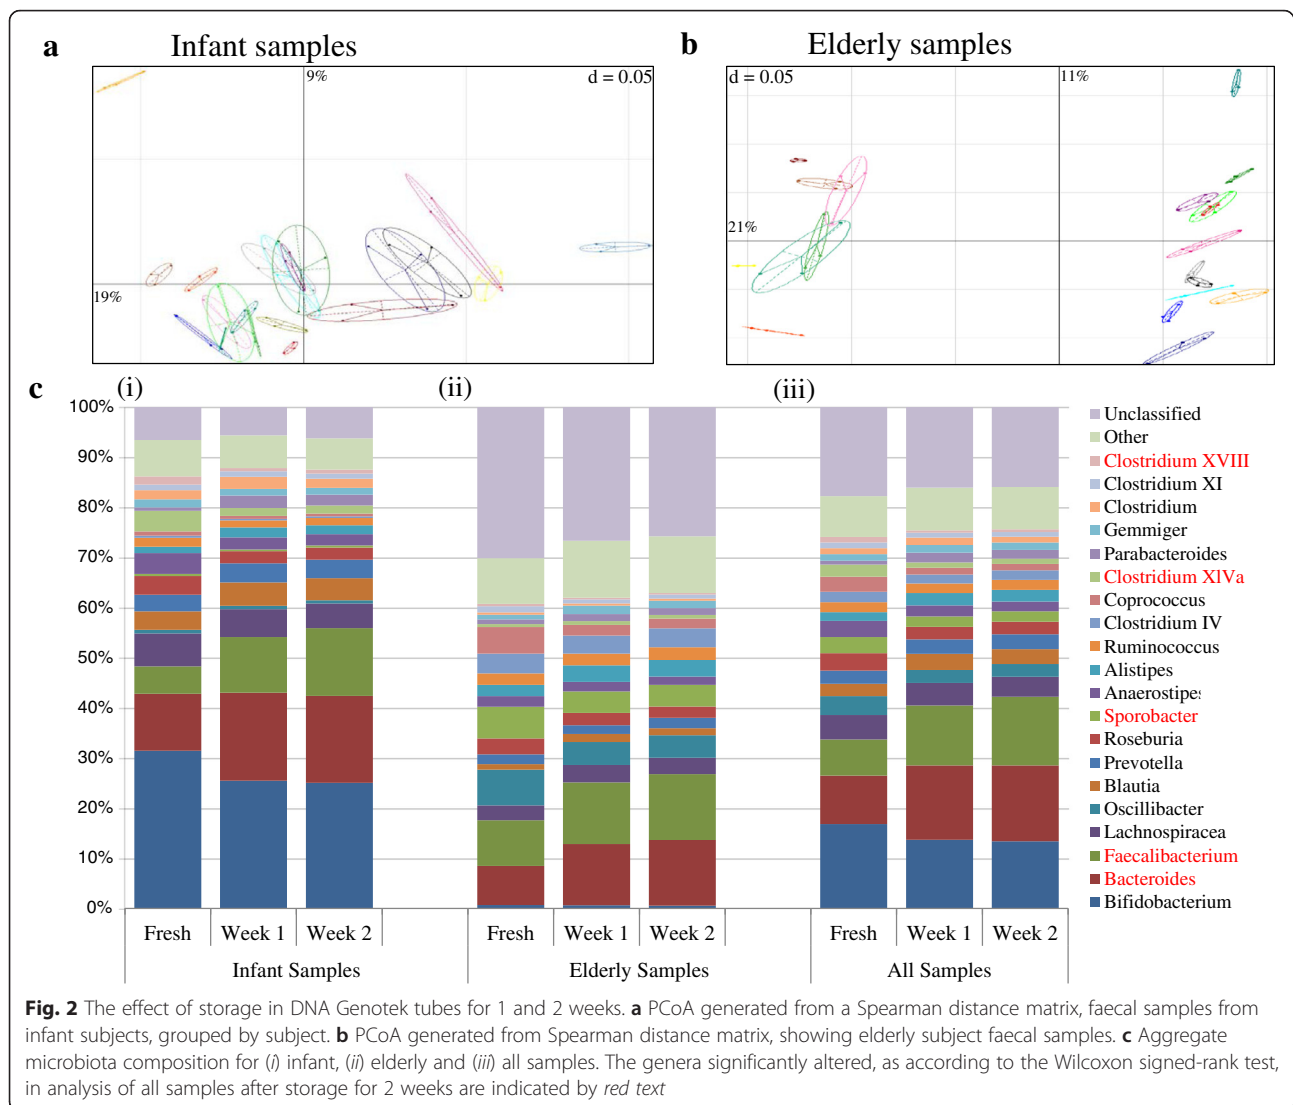 a Infant samples
b Elderly samples
9%
d = 0.05
19%
d = 0.05
11%
21%
c (i) (ii) (iii)
100%
90%
80%
70%
60%
50%
40%
30%
20%
10%
0%
Fresh Week 1 Week 2 Fresh Week 1 Week 2 Fresh Week 1 Week 2
Infant Samples Elderly Samples All Samples
Unclassified
Other
Clostridium XVIII
Clostridium XI
Clostridium
Gemmiger
Parabacteroides
Clostridium XlVa
Coprococcus
Clostridium IV
Ruminococcus
Alistipes
Anaerostipes
Sporobacter
Roseburia
Prevotella
Blautia
Oscillibacter
Lachnospiracea
Faecalibacterium
Bacteroides
Bifidobacterium
Fig. 2 The effect of storage in DNA Genotek tubes for 1 and 2 weeks. a PCoA generated from a Spearman distance matrix, faecal samples from
infant subjects, grouped by subject. b PCoA generated from Spearman distance matrix, showing elderly subject faecal samples. c Aggregate
microbiota composition for (i) infant, (ii) elderly and (iii) all samples. The genera significantly altered, as according to the Wilcoxon signed-rank test,
in analysis of all samples after storage for 2 weeks are indicated by red text